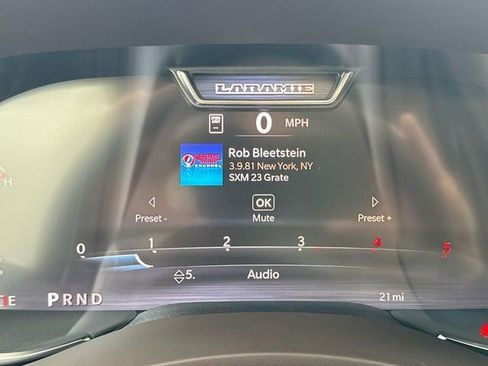 LARAMIE
0 MPH
Rob Bleetstein
3.9.81 New York, NY
SXM 23 Grate
OK
Preset -
Mute
Preset +
0 1 2 3 4 5
5.
Audio
PRND
21 mi